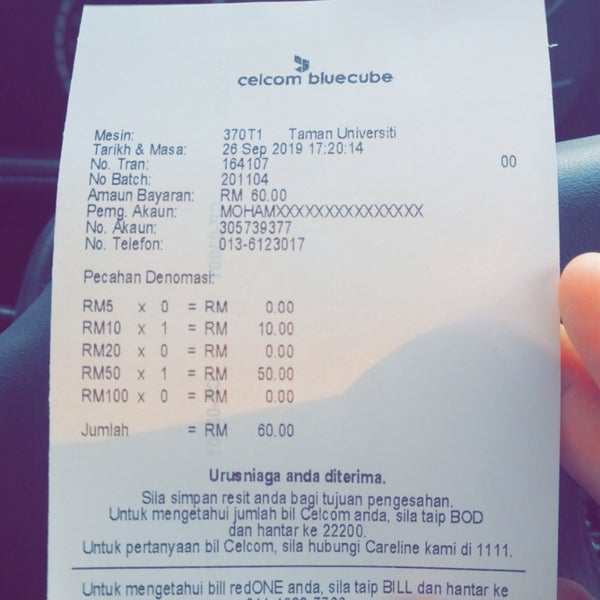 celcom bluecube
Mesin: 370T1 Taman Universiti
Tarikh & Masa: 26 Sep 2019 17:20:14
No. Tran: 164107 00
No Batch: 201104
Amaun Bayaran: RM 60.00
Pemg. Akaun: MOHAMXXXXXXXXXXXXXXX
No. Akaun: 305739377
No. Telefon: 013-6123017
Pecahan Denomasi:
RM5 x 0 = RM 0.00
RM10 x 1 = RM 10.00
RM20 x 0 = RM 0.00
RM50 x 1 = RM 50.00
RM100 x 0 = RM 0.00
Jumlah = RM 60.00
Urusniaga anda diterima.
Sila simpan resit anda bagi tujuan pengesahan.
Untuk mengetahui jumlah bil Celcom anda, sila taip BOD
dan hantar ke 22200.
Untuk pertanyaan bil Celcom, sila hubungi Careline kami di 1111.
Untuk mengetahui bill redONE anda, sila taip BILL dan hantar ke